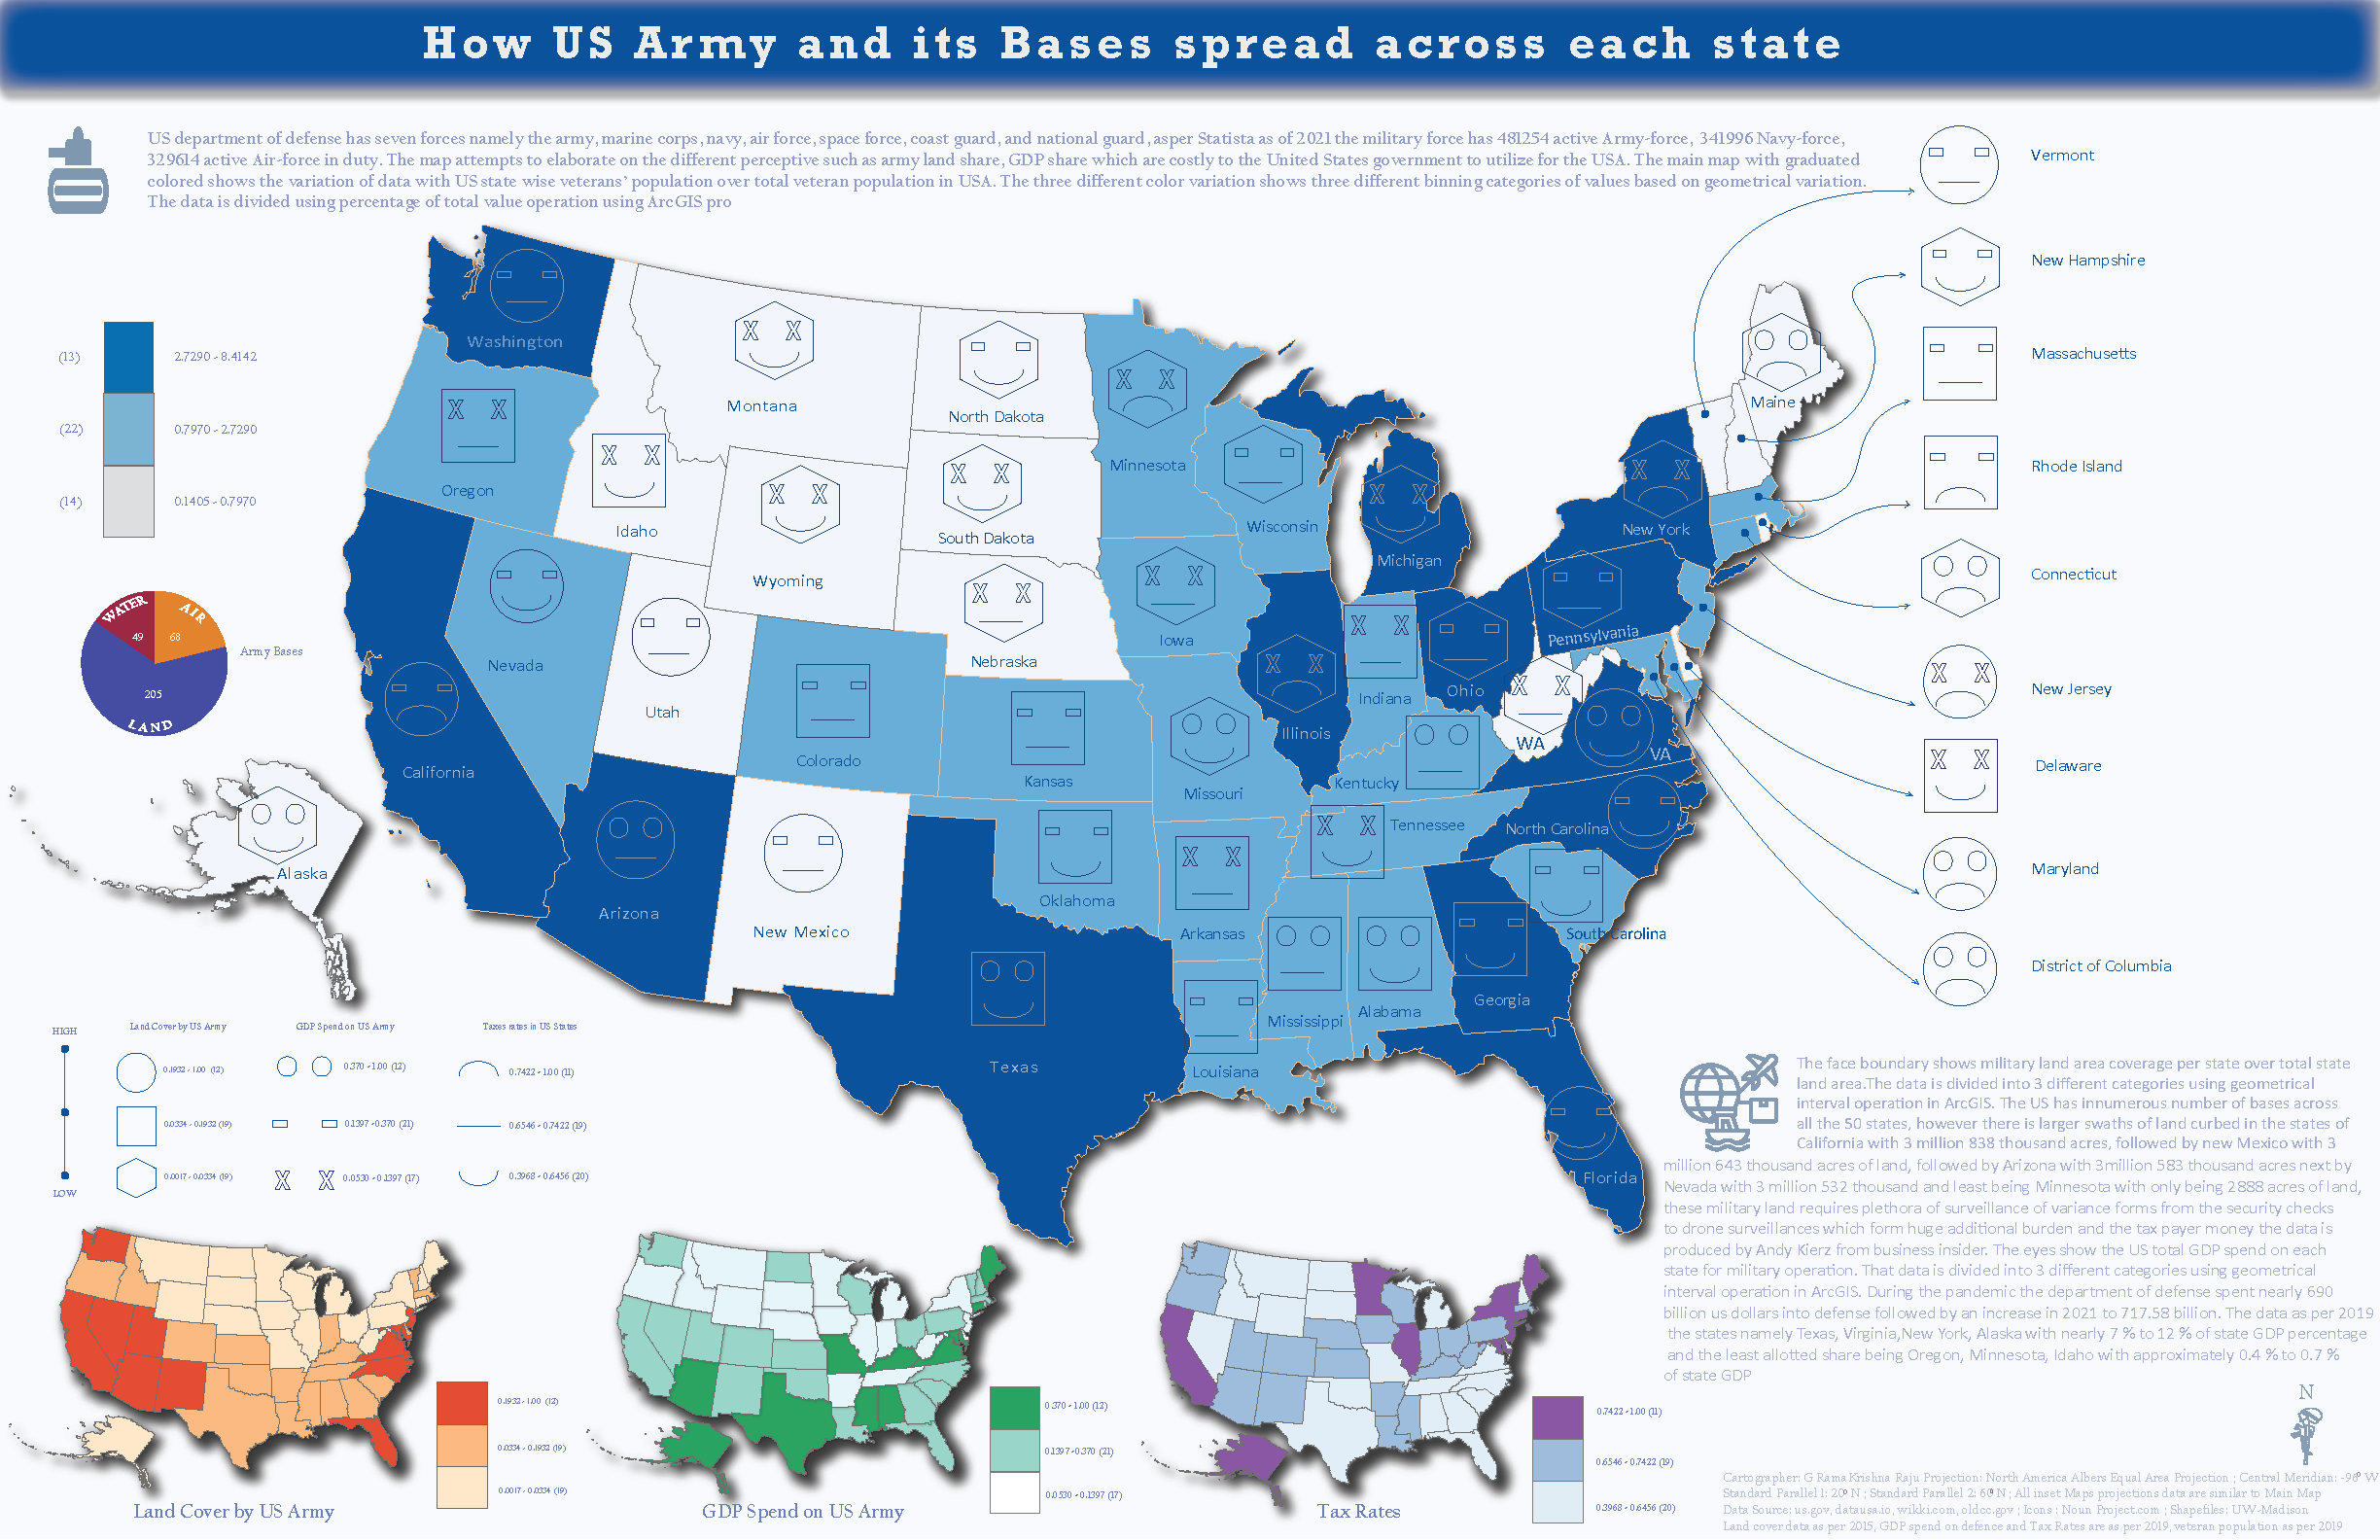 How US Army and its Bases spread across each state
US department of defense has seven forces namely the army, marine corps, navy, air force, space force, coast guard, and national guard, asper Statista as of 2021 the military force has 481254 active Army-force, 341996 Navy-force,
329614 active Air-force in duty. The map attempts to elaborate on the different perceptive such as army land share, GDP share which are costly to the United States government to utilize for the USA. The main map with graduated
colored shows the variation of data with US state wise veterans' population over total veteran population in USA. The three different color variation shows three different binning categories of values based on geometrical variation.
The data is divided using percentage of total value operation using ArcGIS pro
Vermont
New Hampshire
Massachusetts
Rhode Island
Connecticut
New Jersey
Delaware
Maryland
District of Columbia
(13) 2.7290 - 8.4142
(22) 0.7970 - 2.7290
(14) 0.1405 - 0.7970
WATER
AIR
49
68
205
LAND
Army Bases
Washington
Montana
North Dakota
Maine
Minnesota
Oregon
Idaho
South Dakota
Wisconsin
New York
Michigan
Wyoming
Iowa
Pennsylvania
Nebraska
Nevada
Utah
Indiana
Ohio
Illinois
WA
VA
California
Colorado
Kansas
Missouri
Kentucky
Tennessee
North Carolina
Alaska
Arizona
New Mexico
Oklahoma
Arkansas
South Carolina
Georgia
Mississippi
Alabama
Texas
Louisiana
Florida
HIGH
LOW
Land Cover by US Army
0.1932 - 1.00 (12)
0.0334 - 0.1932 (19)
0.0017 - 0.0334 (19)
GDP Spend on US Army
0.370 - 1.00 (12)
0.1397 - 0.370 (21)
0.0530 - 0.1397 (17)
Taxes rates in US States
0.7422 - 1.00 (11)
0.6546 - 0.7422 (19)
0.3968 - 0.6456 (20)
The face boundary shows military land area coverage per state over total state
land area.The data is divided into 3 different categories using geometrical
interval operation in ArcGIS. The US has innumerous number of bases across
all the 50 states, however there is larger swaths of land curbed in the states of
California with 3 million 838 thousand acres, followed by new Mexico with 3
million 643 thousand acres of land, followed by Arizona with 3million 583 thousand acres next by
Nevada with 3 million 532 thousand and least being Minnesota with only being 2888 acres of land,
these military land requires plethora of surveillance of variance forms from the security checks
to drone surveillances which form huge additional burden and the tax payer money the data is
produced by Andy Kierz from business insider. The eyes show the US total GDP spend on each
state for military operation. That data is divided into 3 different categories using geometrical
interval operation in ArcGIS. During the pandemic the department of defense spent nearly 690
billion us dollars into defense followed by an increase in 2021 to 717.58 billion. The data as per 2019
the states namely Texas, Virginia,New York, Alaska with nearly 7 % to 12 % of state GDP percentage
and the least allotted share being Oregon, Minnesota, Idaho with approximately 0.4 % to 0.7 %
of state GDP
0.1932 - 1.00 (12)
0.0334 - 0.1932 (19)
0.0017 - 0.0334 (19)
Land Cover by US Army
0.370 - 1.00 (12)
0.1397 - 0.370 (21)
0.0530 - 0.1397 (17)
GDP Spend on US Army
0.7422 - 1.00 (11)
0.6546 - 0.7422 (19)
0.3968 - 0.6456 (20)
Tax Rates
N
Cartographer: G Rama Krishna Raju Projection: North America Albers Equal Area Projection ; Central Meridian: -96° W
Standard Parallel 1: 20° N ; Standard Parallel 2: 60° N ; All inset Maps projections data are similar to Main Map
Data Source: us.gov, datausa.io, wikki.com, oldcc.gov ; Icons : Noun Project.com ; Shapefiles: UW-Madison
Land cover data as per 2015, GDP spend on defence and Tax Rates are as per 2019, veteran population as per 2019